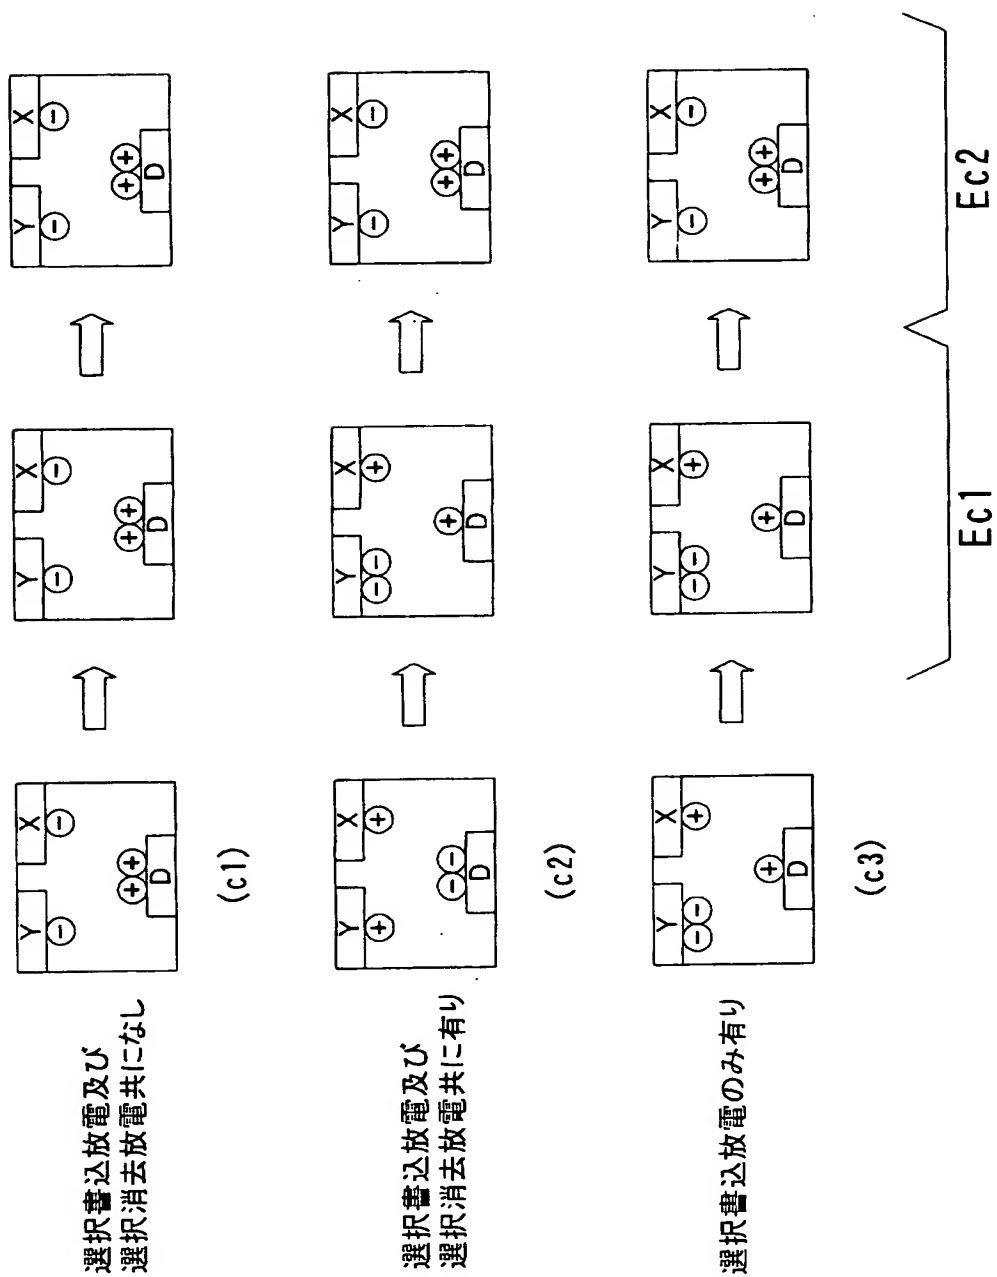 選択書込放電及び
選択消去放電共になし
Y X
⊖ ⊖
⊕⊕
D
⇨
Y X
⊖ ⊖
⊕⊕
D
⇨
Y X
⊖ ⊖
⊕⊕
D
(c1)
選択書込放電及び
選択消去放電共に有り
Y X
⊕ ⊕
⊖⊖
D
⇨
Y X
⊖⊖ ⊕
⊕
D
⇨
Y X
⊖ ⊖
⊕⊕
D
(c2)
選択書込放電のみ有り
Y X
⊖⊖ ⊕
⊕
D
⇨
Y X
⊖⊖ ⊕
⊕
D
⇨
Y X
⊖ ⊖
⊕⊕
D
(c3)
Ec1
Ec2